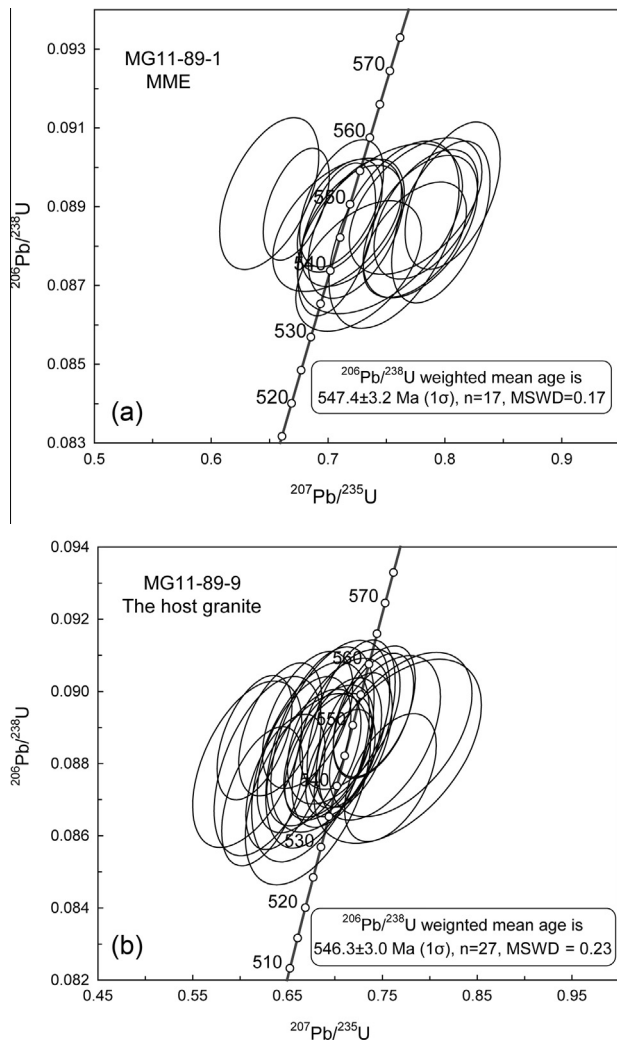 MG11-89-1
MME
0.093
0.091
0.089
0.087
0.085
0.083
²⁰⁶Pb/²³⁸U
570
560
550
540
530
520
(a)
²⁰⁶Pb/²³⁸U weighted mean age is
547.4±3.2 Ma (1σ), n=17, MSWD=0.17
0.5 0.6 0.7 0.8 0.9
²⁰⁷Pb/²³⁵U
MG11-89-9
The host granite
0.094
0.092
0.090
0.088
0.086
0.084
0.082
²⁰⁶Pb/²³⁸U
570
560
550
540
530
520
510
(b)
²⁰⁶Pb/²³⁸U weighted mean age is
546.3±3.0 Ma (1σ), n=27, MSWD = 0.23
0.45 0.55 0.65 0.75 0.85 0.95
²⁰⁷Pb/²³⁵U